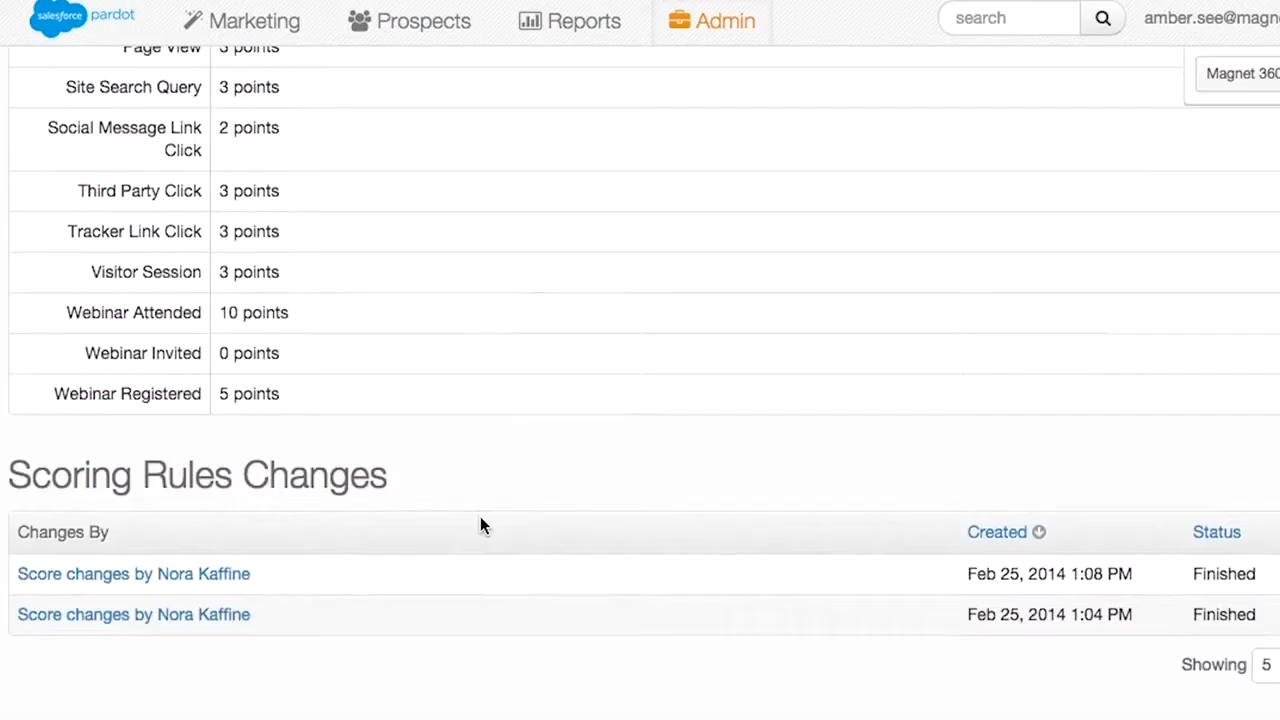 salesforce pardot
Marketing
Prospects
Reports
Admin
search
amber.see@magn
Page View 3 points
Magnet 360
Site Search Query 3 points
Social Message Link 2 points
Click
Third Party Click 3 points
Tracker Link Click 3 points
Visitor Session 3 points
Webinar Attended 10 points
Webinar Invited 0 points
Webinar Registered 5 points
Scoring Rules Changes
Changes By Created Status
Score changes by Nora Kaffine Feb 25, 2014 1:08 PM Finished
Score changes by Nora Kaffine Feb 25, 2014 1:04 PM Finished
Showing 5